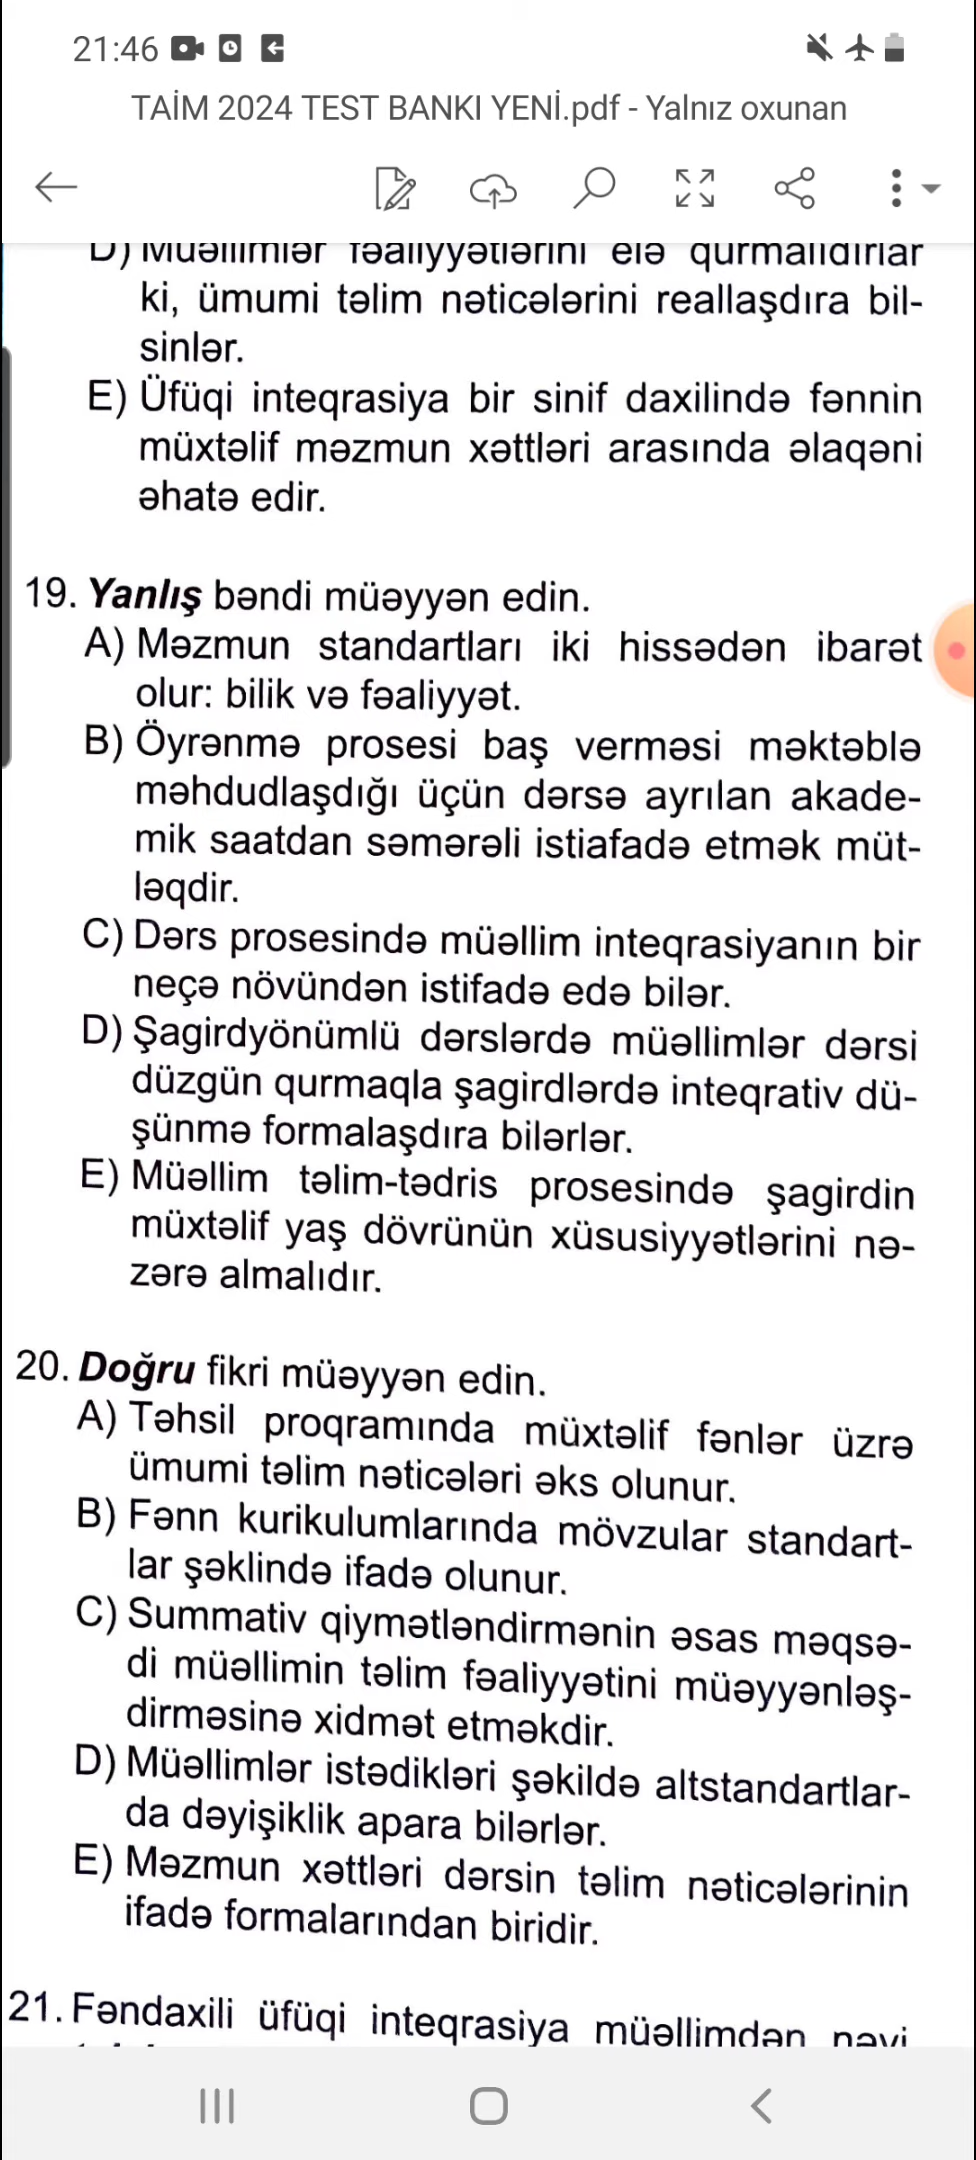 21:46
TAİM 2024 TEST BANKI YENİ.pdf - Yalnız oxunan
D) Müəllimlər fəaliyyətlərini elə qurmalıdırlar
ki, ümumi təlim nəticələrini reallaşdıra bil-
sinlər.
E) Üfüqi inteqrasiya bir sinif daxilində fənnin
müxtəlif məzmun xəttləri arasında əlaqəni
əhatə edir.
19. Yanlış bəndi müəyyən edin.
A) Məzmun standartları iki hissədən ibarət
olur: bilik və fəaliyyət.
B) Öyrənmə prosesi baş verməsi məktəblə
məhdudlaşdığı üçün dərsə ayrılan akade-
mik saatdan səmərəli istiafadə etmək müt-
ləqdir.
C) Dərs prosesində müəllim inteqrasiyanın bir
neçə növündən istifadə edə bilər.
D) Şagirdyönümlü dərslərdə müəllimlər dərsi
düzgün qurmaqla şagirdlərdə inteqrativ dü-
şünmə formalaşdıra bilərlər.
E) Müəllim təlim-tədris prosesində şagirdin
müxtəlif yaş dövrünün xüsusiyyətlərini nə-
zərə almalıdır.
20. Doğru fikri müəyyən edin.
A) Təhsil proqramında müxtəlif fənlər üzrə
ümumi təlim nəticələri əks olunur.
B) Fənn kurikulumlarında mövzular standart-
lar şəklində ifadə olunur.
C) Summativ qiymətləndirmənin əsas məqsə-
di müəllimin təlim fəaliyyətini müəyyənləş-
dirməsinə xidmət etməkdir.
D) Müəllimlər istədikləri şəkildə altstandartlar-
da dəyişiklik apara bilərlər.
E) Məzmun xəttləri dərsin təlim nəticələrinin
ifadə formalarından biridir.
21. Fəndaxili üfüqi inteqrasiya müəllimdən nəyi